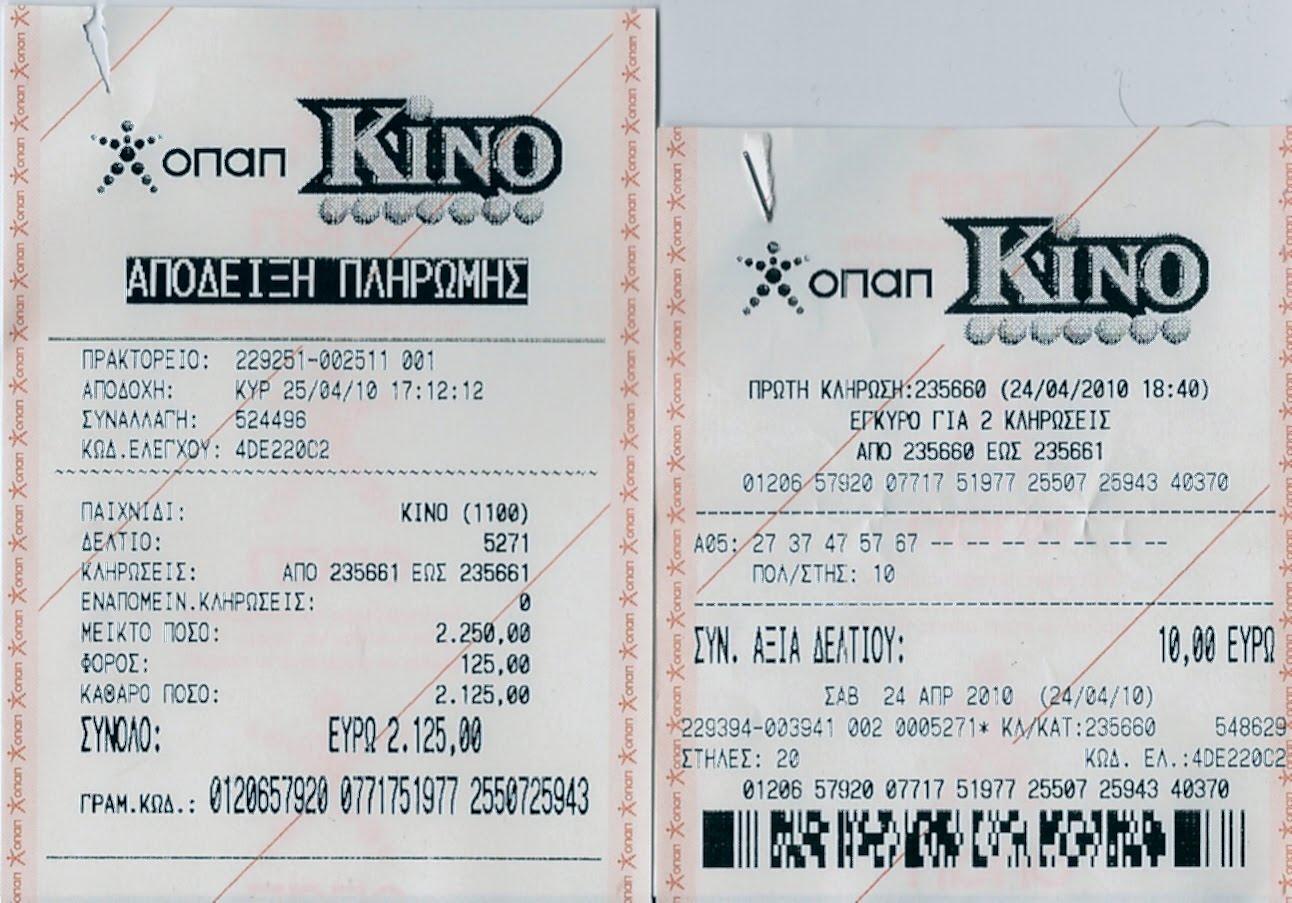 οπαπ KINO
ΑΠΟΔΕΙΞΗ ΠΛΗΡΩΜΗΣ
ΠΡΑΚΤΟΡΕΙΟ: 229251-002511 001
ΑΠΟΔΟΧΗ: ΚΥΡ 25/04/10 17:12:12
ΣΥΝΑΛΛΑΓΗ: 524496
ΚΩΔ.ΕΛΕΓΧΟΥ: 4DE220C2
ΠΑΙΧΝΙΔΙ: ΚΙΝΟ (1100)
ΔΕΛΤΙΟ: 5271
ΚΛΗΡΩΣΕΙΣ: ΑΠΟ 235661 ΕΩΣ 235661
ΕΝΑΠΟΜΕΙΝ.ΚΛΗΡΩΣΕΙΣ: 0
ΜΕΙΚΤΟ ΠΟΣΟ: 2.250,00
ΦΟΡΟΣ: 125,00
ΚΑΘΑΡΟ ΠΟΣΟ: 2.125,00
ΣΥΝΟΛΟ: ΕΥΡΩ 2.125,00
ΓΡΑΜ.ΚΩΔ.: 0120657920 0771751977 2550725943
οπαπ KINO
ΠΡΩΤΗ ΚΛΗΡΩΣΗ:235660 (24/04/2010 18:40)
ΕΓΚΥΡΟ ΓΙΑ 2 ΚΛΗΡΩΣΕΙΣ
ΑΠΟ 235660 ΕΩΣ 235661
01206 57920 07717 51977 25507 25943 40370
A05: 27 37 47 57 67 -- -- -- -- -- -- --
ΠΟΛ/ΣΤΗΣ: 10
ΣΥΝ. ΑΞΙΑ ΔΕΛΤΙΟΥ: 10,00 ΕΥΡΩ
ΣΑΒ 24 ΑΠΡ 2010 (24/04/10)
229394-003941 002 0005271* ΚΛ/ΚΑΤ:235660 548629
ΣΤΗΛΕΣ: 20 ΚΩΔ. ΕΛ.:4DE220C2
01206 57920 07717 51977 25507 25943 40370